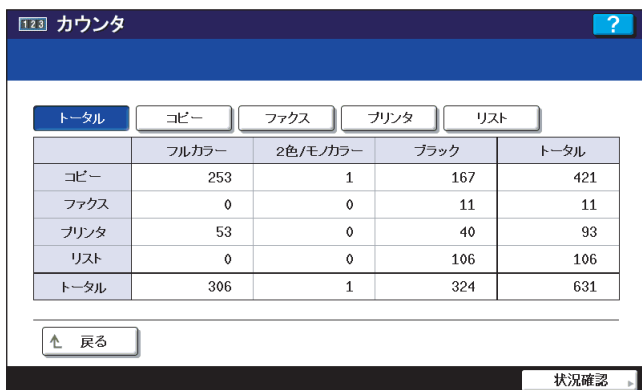 123 カウンタ ?
トータル コピー ファクス プリンタ リスト
フルカラー 2色/モノカラー ブラック トータル
コピー 253 1 167 421
ファクス 0 0 11 11
プリンタ 53 0 40 93
リスト 0 0 106 106
トータル 306 1 324 631
戻る
状況確認